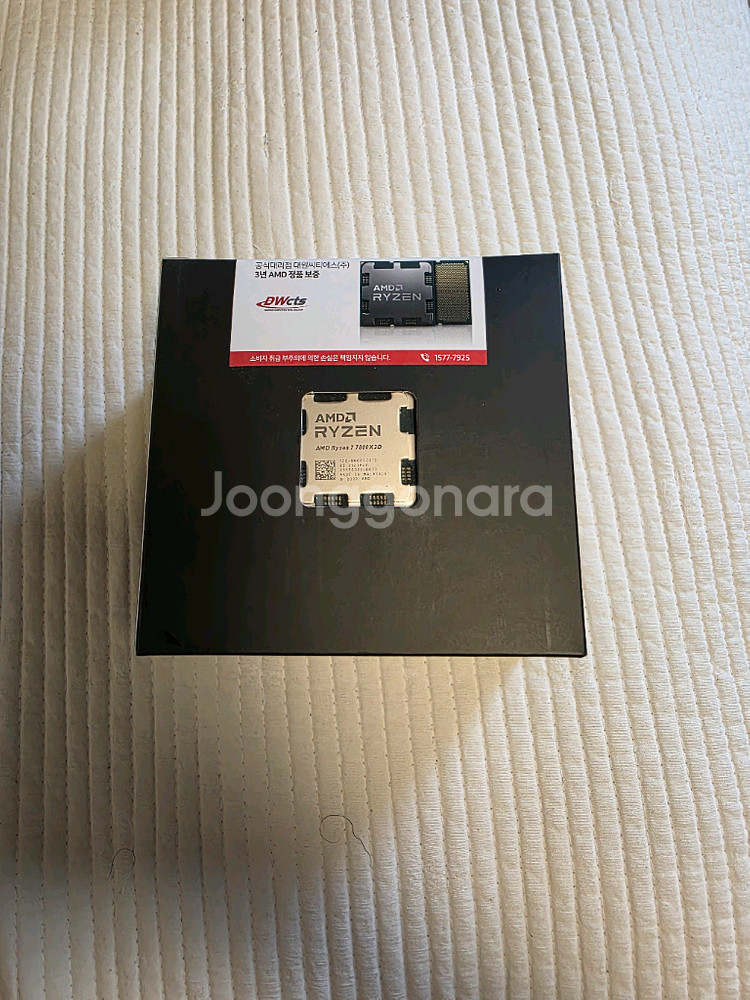 공식대리점 대원씨티에스(주)
3년 AMD 정품 보증
DWcts
AMD
RYZEN
소비자 취급 부주의에 의한 손실은 책임지지 않습니다.
1577-7925
AMD
RYZEN
AMD Ryzen 7 7800X3D
Joonggonara